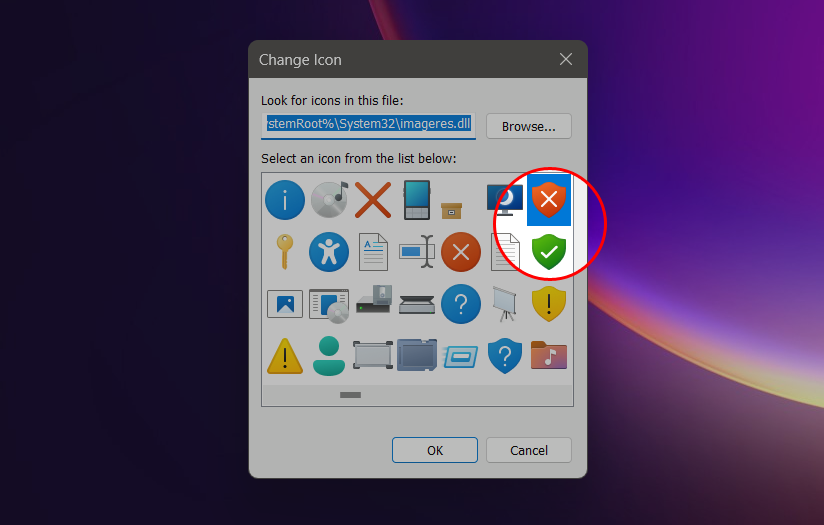 Change Icon
Look for icons in this file:
ystemRoot%\System32\imageres.dll
Browse...
Select an icon from the list below:
OK
Cancel